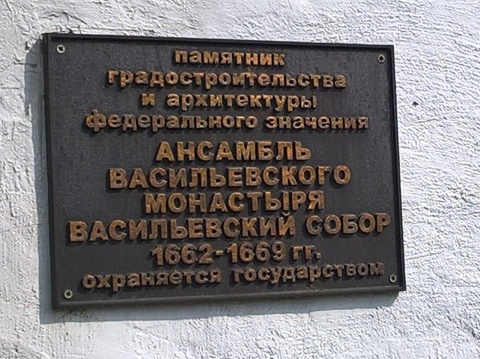 памятник
градостроительства
и архитектуры
федерального значения
АНСАМБЛЬ
ВАСИЛЬЕВСКОГО
МОНАСТЫРЯ
ВАСИЛЬЕВСКИЙ СОБОР
1662-1669 гг.
охраняется государством